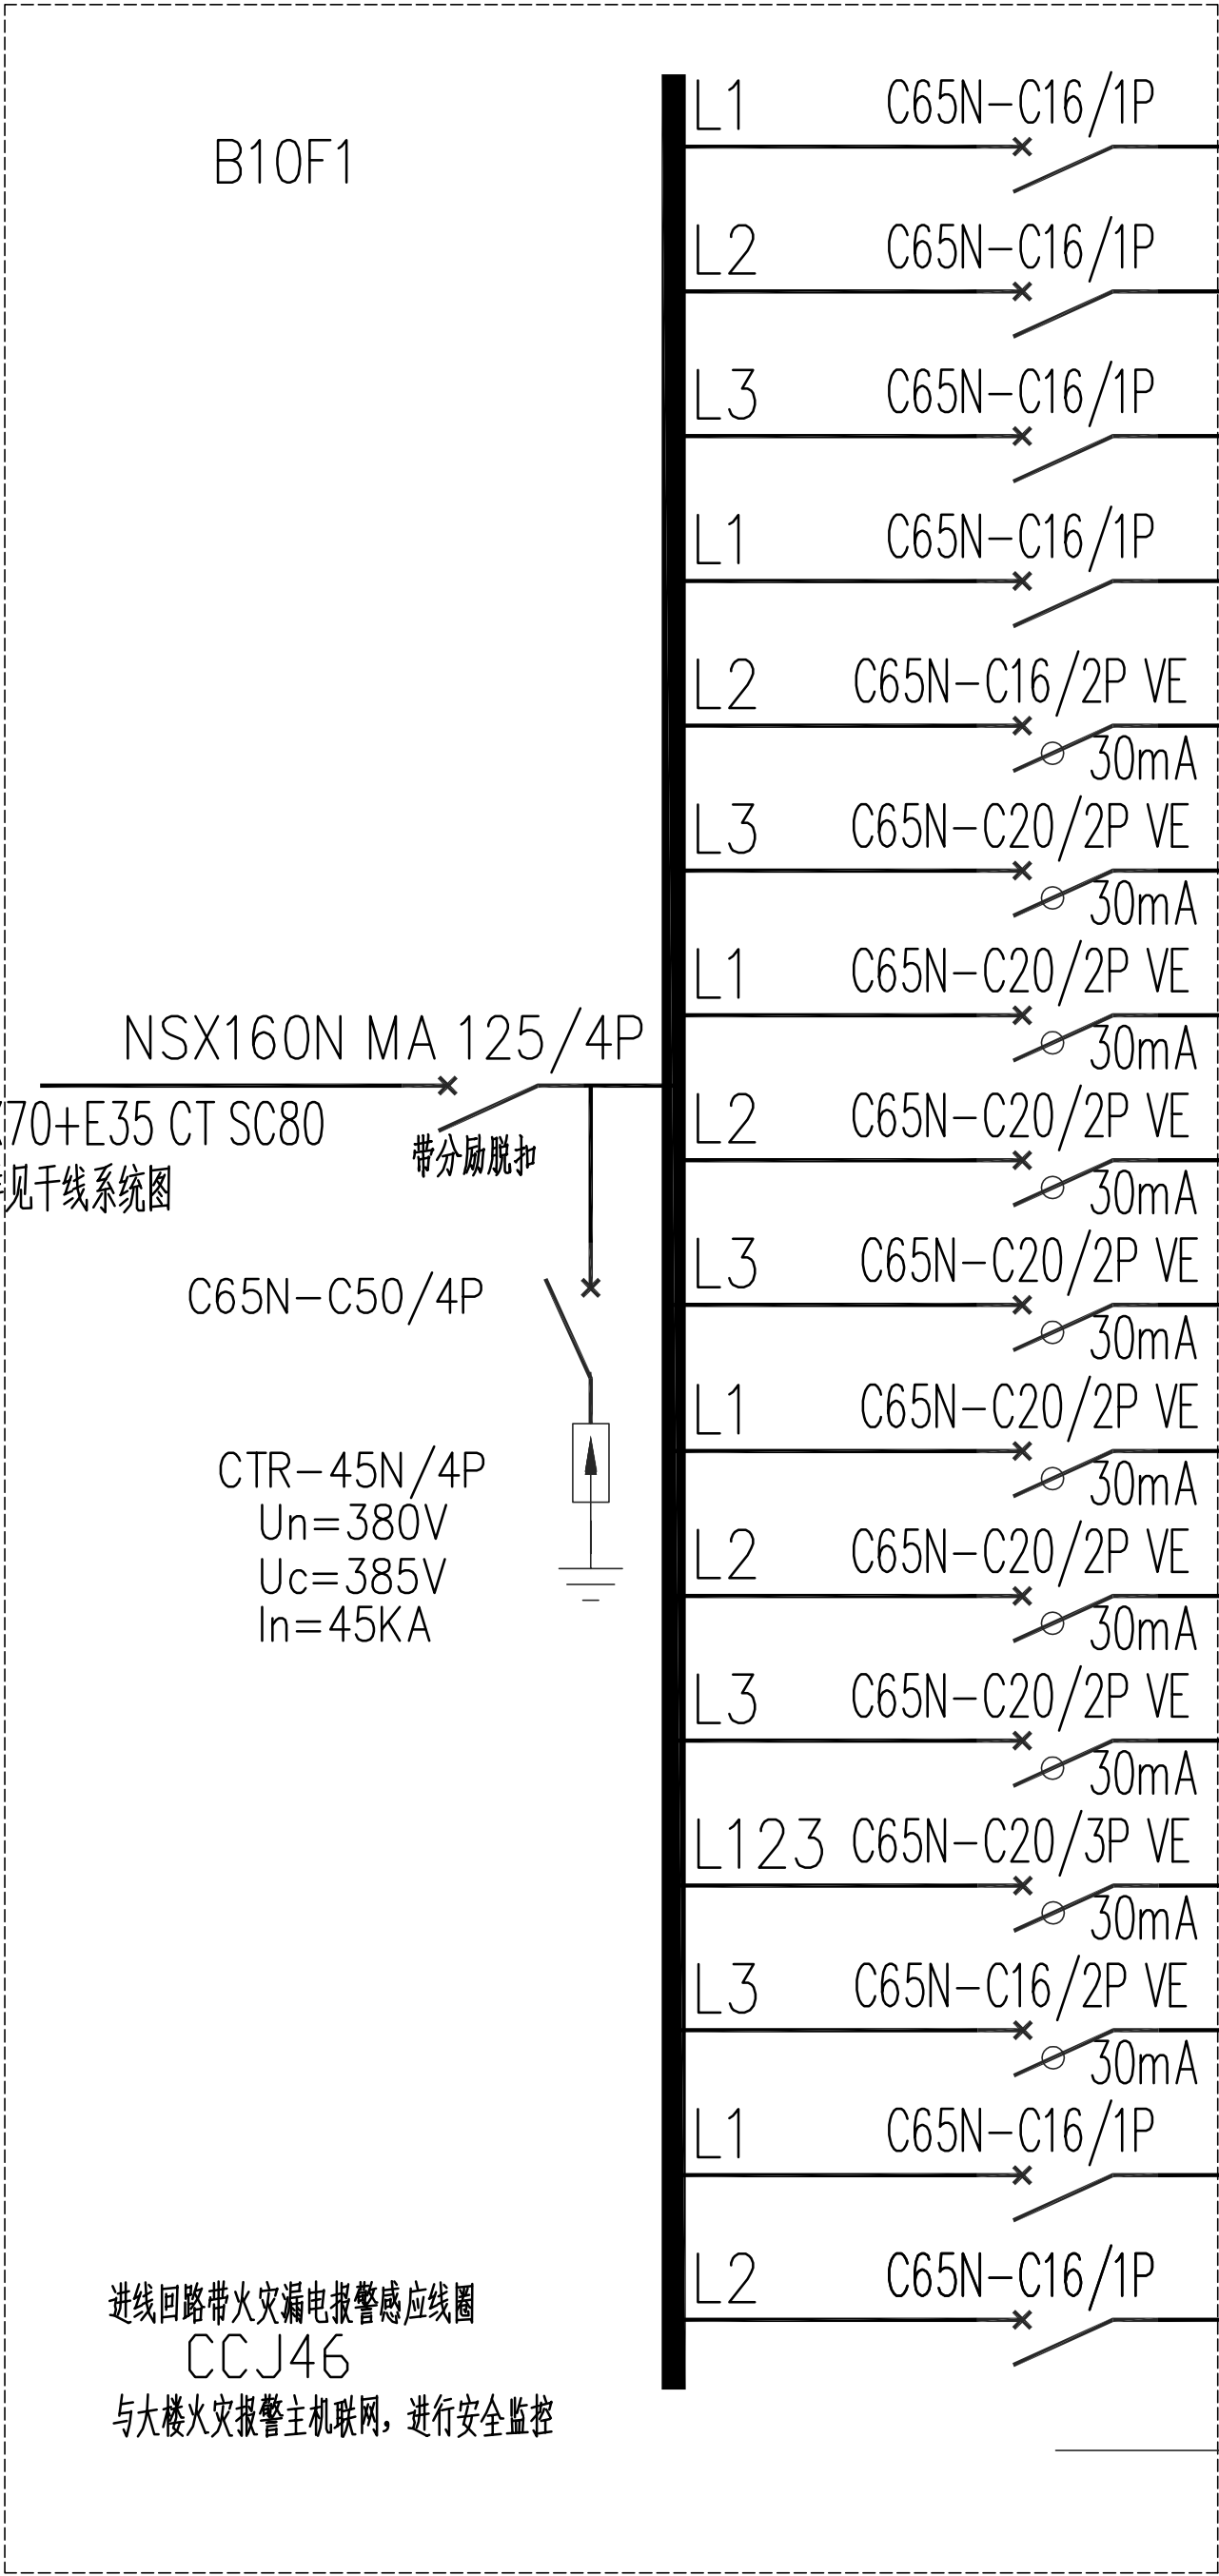 B10F1
L1 C65N-C16/1P
L2 C65N-C16/1P
L3 C65N-C16/1P
L1 C65N-C16/1P
L2 C65N-C16/2P VE
30mA
L3 C65N-C20/2P VE
30mA
L1 C65N-C20/2P VE
30mA
L2 C65N-C20/2P VE
30mA
L3 C65N-C20/2P VE
30mA
L1 C65N-C20/2P VE
30mA
L2 C65N-C20/2P VE
30mA
L3 C65N-C20/2P VE
30mA
L123 C65N-C20/3P VE
30mA
L3 C65N-C16/2P VE
30mA
L1 C65N-C16/1P
L2 C65N-C16/1P
NSX160N MA 125/4P
70+E35 CT SC80
带分励脱扣
见干线系统图
C65N-C50/4P
CTR-45N/4P
Un=380V
Uc=385V
In=45KA
进线回路带火灾漏电报警感应线圈
CCJ46
与大楼火灾报警主机联网，进行安全监控